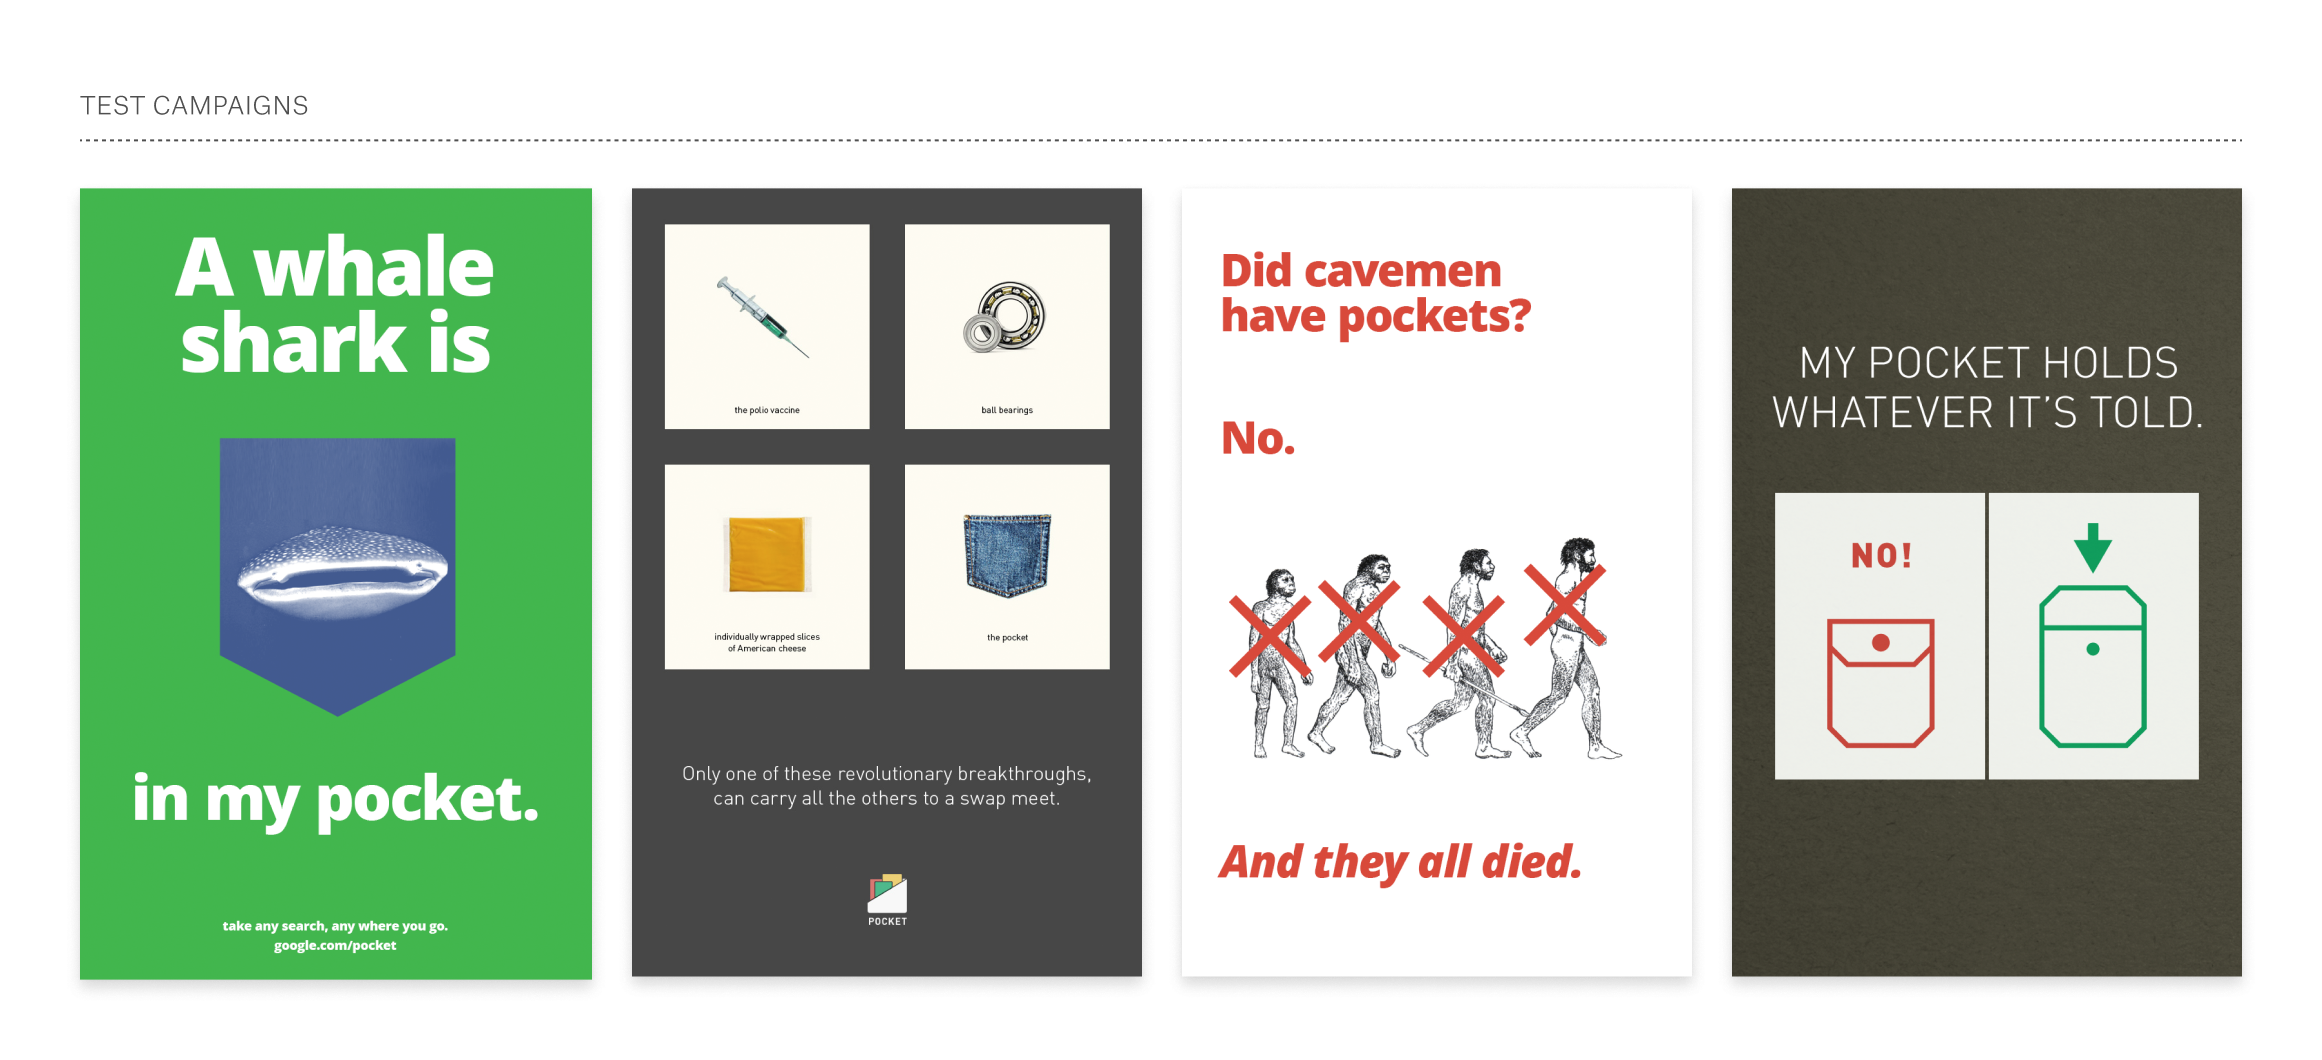 TEST CAMPAIGNS
A whale
shark is
in my pocket.
take any search, any where you go.
google.com/pocket
the polio vaccine
ball bearings
individually wrapped slices
of American cheese
the pocket
Only one of these revolutionary breakthroughs,
can carry all the others to a swap meet.
POCKET
Did cavemen
have pockets?
No.
And they all died.
MY POCKET HOLDS
WHATEVER IT'S TOLD.
NO!